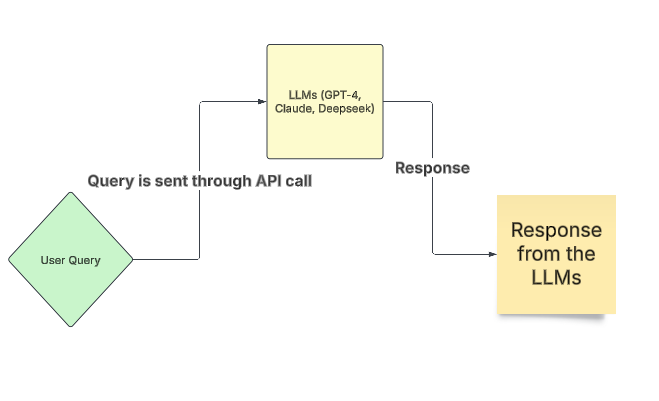 LLMs (GPT-4,
Claude, Deepseek)
Response
Query is sent through API call
User Query
Response
from the
LLMs